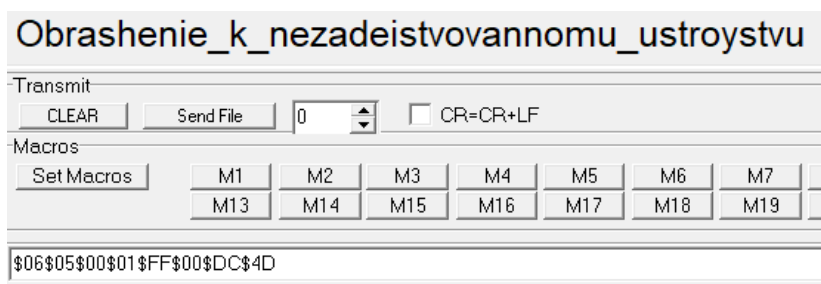 Obrashenie_k_nezadeistvovannomu_ustroystvu
Transmit
CLEAR Send File 0 CR=CR+LF
Macros
Set Macros M1 M2 M3 M4 M5 M6 M7
M13 M14 M15 M16 M17 M18 M19
$06$05$00$01$FF$00$DC$4D